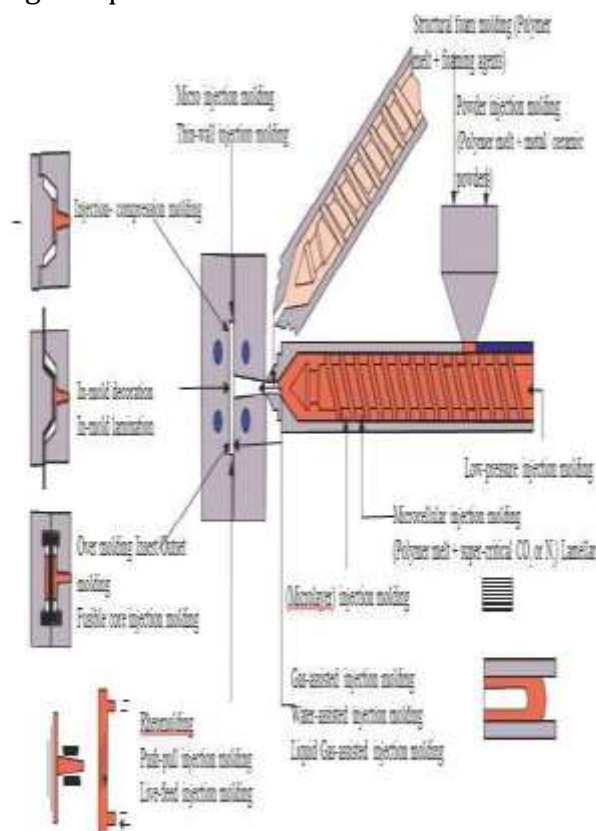 Structural foam molding (Polymer
melt + foaming agents)
Micro injection molding
Thin-wall injection molding
Powder injection molding
(Polymer melt + metal ceramic
powders)
Injection- compression molding
In-mold decoration
In-mold lamination
Low-pressure injection molding
Microcellular injection molding
(Polymer melt + super-critical CO, or N,) Lamellar
Over molding Insert-Outset
molding
Fusible core injection molding
(Microlayer) injection molding
Gas-assisted injection molding
Water-assisted injection molding
Liquid Gas-assisted injection molding
Rheomolding
Push-pull injection molding
Live-feed injection molding